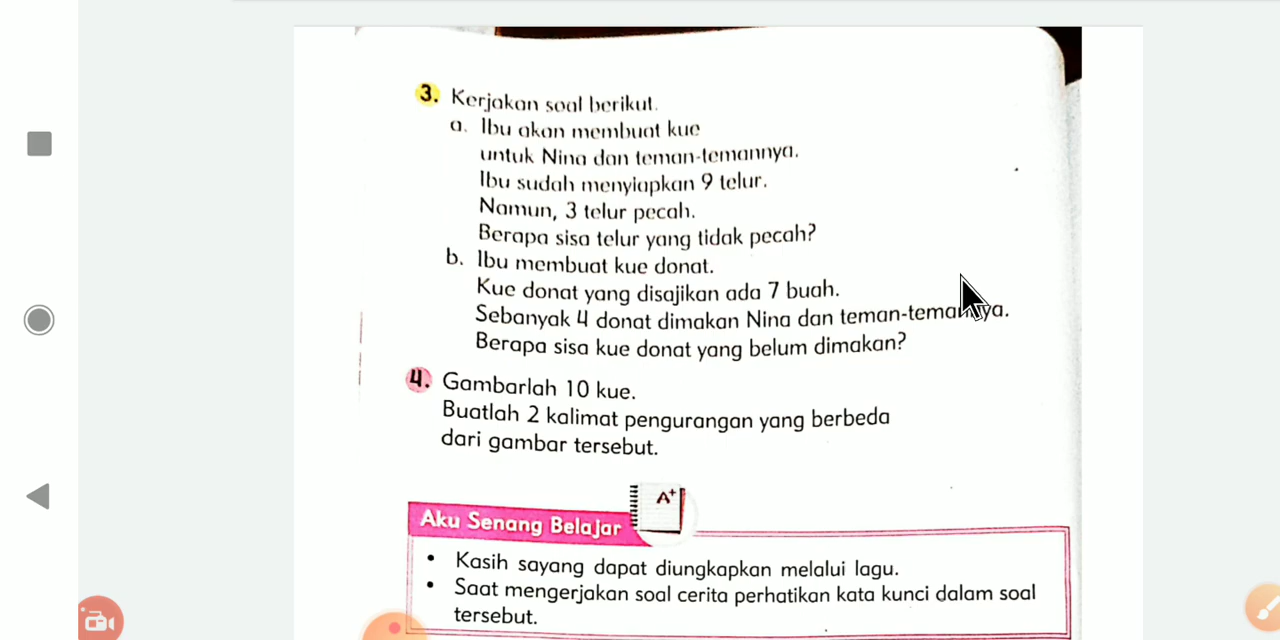 3. Kerjakan soal berikut.
a. Ibu akan membuat kue
untuk Nina dan teman-temannya.
Ibu sudah menyiapkan 9 telur.
Namun, 3 telur pecah.
Berapa sisa telur yang tidak pecah?
b. Ibu membuat kue donat.
Kue donat yang disajikan ada 7 buah.
Sebanyak 4 donat dimakan Nina dan teman-temannya.
Berapa sisa kue donat yang belum dimakan?
4. Gambarlah 10 kue.
Buatlah 2 kalimat pengurangan yang berbeda
dari gambar tersebut.
A+
Aku Senang Belajar
• Kasih sayang dapat diungkapkan melalui lagu.
• Saat mengerjakan soal cerita perhatikan kata kunci dalam soal
tersebut.